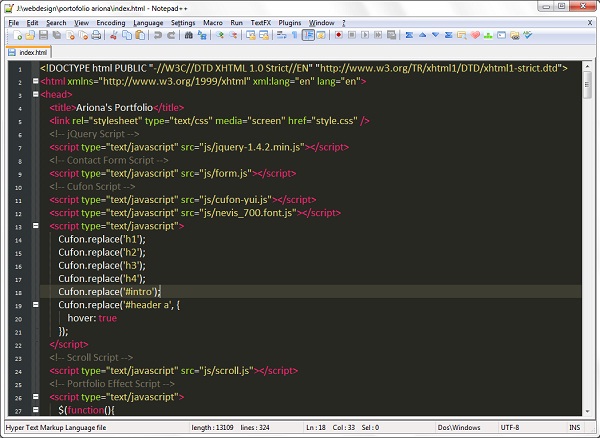 J:\webdesign\portofolio ariona\index.html - Notepad++
File Edit Search View Encoding Language Settings Macro Run TextFX Plugins Window ? X
index.html
1 <!DOCTYPE html PUBLIC "-//W3C//DTD XHTML 1.0 Strict//EN" "http://www.w3.org/TR/xhtml1/DTD/xhtml1-strict.dtd">
2 <html xmlns="http://www.w3.org/1999/xhtml" xml:lang="en" lang="en">
3 <head>
4 <title>Ariona's Portfolio</title>
5 <link rel="stylesheet" type="text/css" media="screen" href="style.css" />
6 <!-- jQuery Script -->
7 <script type="text/javascript" src="js/jquery-1.4.2.min.js"></script>
8 <!-- Contact Form Script -->
9 <script type="text/javascript" src="js/form.js"></script>
10 <!-- Cufon Script -->
11 <script type="text/javascript" src="js/cufon-yui.js"></script>
12 <script type="text/javascript" src="js/nevis_700.font.js"></script>
13 <script type="text/javascript">
14 Cufon.replace('h1');
15 Cufon.replace('h2');
16 Cufon.replace('h3');
17 Cufon.replace('h4');
18 Cufon.replace('#intro');
19 Cufon.replace('#header a', {
20 hover: true
21 });
22 </script>
23 <!-- Scroll Script -->
24 <script type="text/javascript" src="js/scroll.js"></script>
25 <!-- Portfolio Effect Script -->
26 <script type="text/javascript">
27 $(function(){
Hyper Text Markup Language file length : 13109 lines : 324 Ln : 18 Col : 33 Sel : 0 Dos\Windows UTF-8 INS